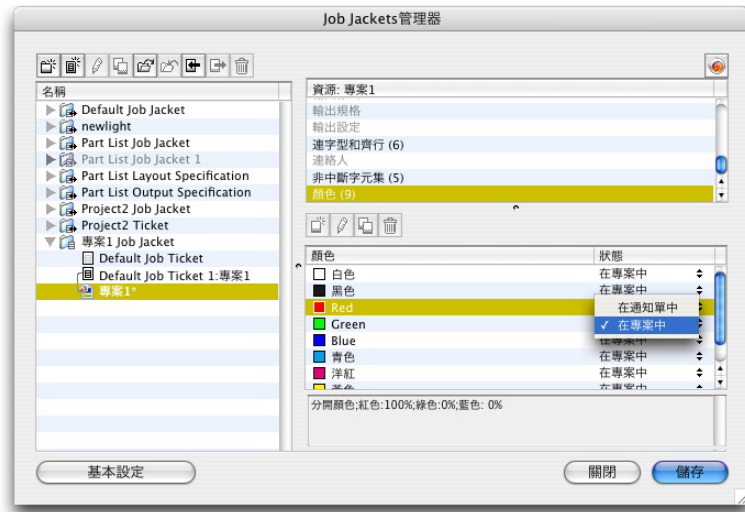 Job Jackets管理器
名稱
Default Job Jacket
newlight
Part List Job Jacket
Part List Job Jacket 1
Part List Layout Specification
Part List Output Specification
Project2 Job Jacket
Project2 Ticket
專案1 Job Jacket
Default Job Ticket
Default Job Ticket 1:專案1
專案1*
資源: 專案1
輸出規格
輸出設定
連字型和齊行 (6)
連絡人
非中斷字元集 (5)
顏色 (9)
顏色 狀態
白色 在專案中
黑色 在專案中
Red 在通知單中
Green ✓ 在專案中
Blue 在專案中
青色 在專案中
洋紅 在專案中
黃色 在專案中
分開顏色;紅色:100%;綠色:0%;藍色: 0%
基本設定 關閉 儲存